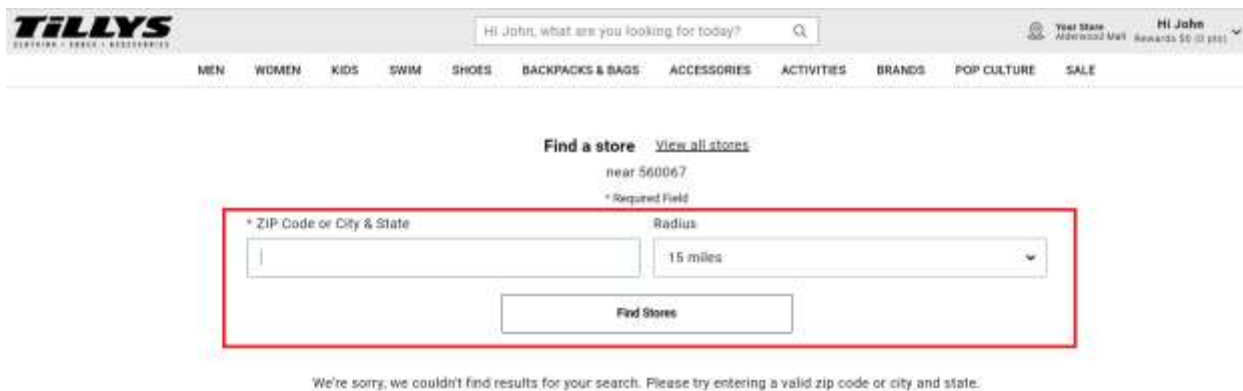 TILLYS
CLOTHING • SHOES • ACCESSORIES
Hi John, what are you looking for today?
Your Store
Alderwood Mall
Hi John
Rewards $0 (0 pts)
MEN WOMEN KIDS SWIM SHOES BACKPACKS & BAGS ACCESSORIES ACTIVITIES BRANDS POP CULTURE SALE
Find a store View all stores
near 560067
* Required Field
* ZIP Code or City & State Radius
15 miles
Find Stores
We're sorry, we couldn't find results for your search. Please try entering a valid zip code or city and state.